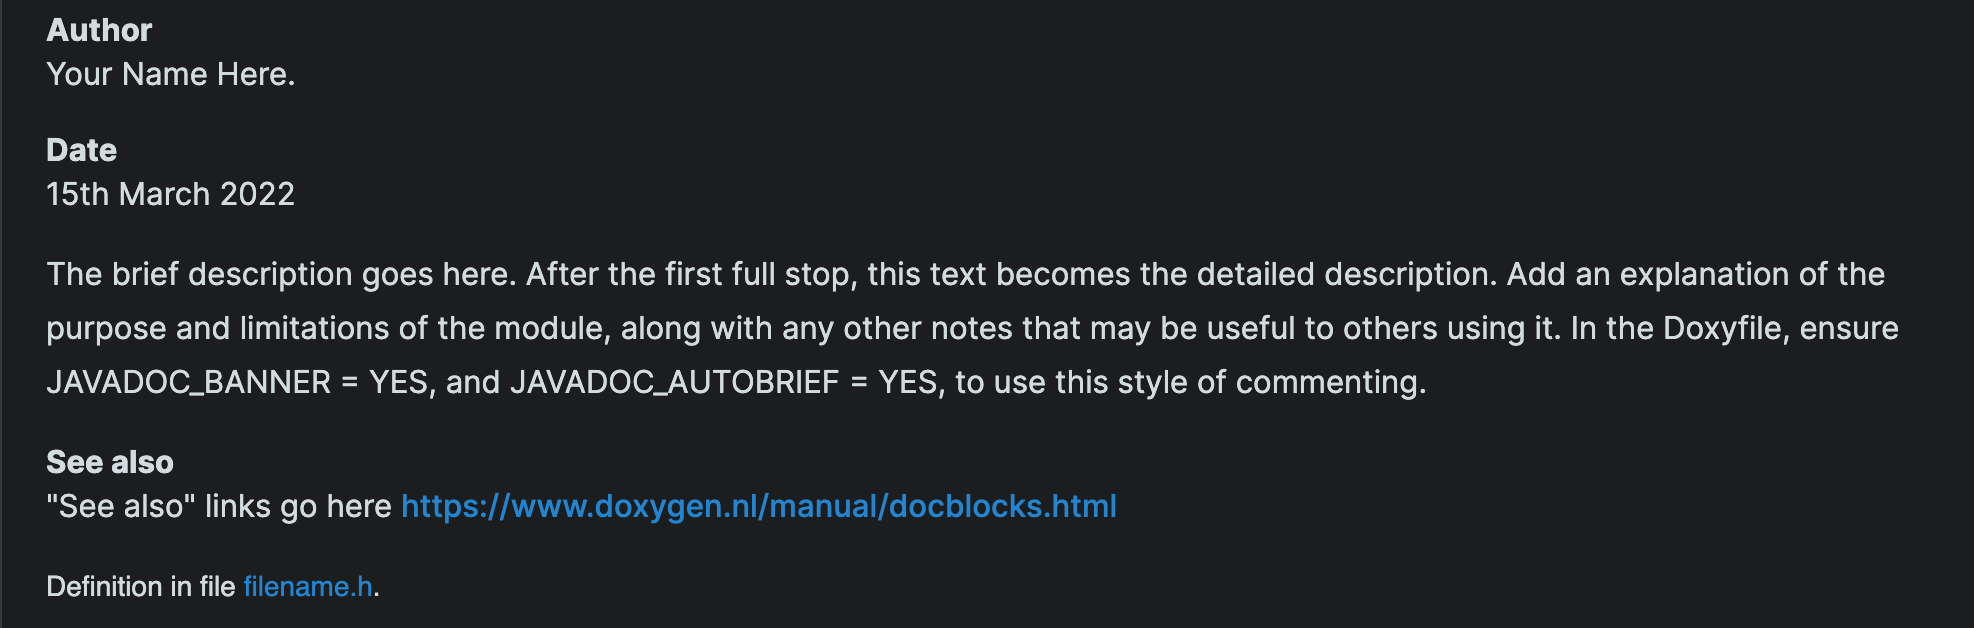 Author
Your Name Here.
Date
15th March 2022
The brief description goes here. After the first full stop, this text becomes the detailed description. Add an explanation of the
purpose and limitations of the module, along with any other notes that may be useful to others using it. In the Doxyfile, ensure
JAVADOC_BANNER = YES, and JAVADOC_AUTOBRIEF = YES, to use this style of commenting.
See also
"See also" links go here https://www.doxygen.nl/manual/docblocks.html
Definition in file filename.h.